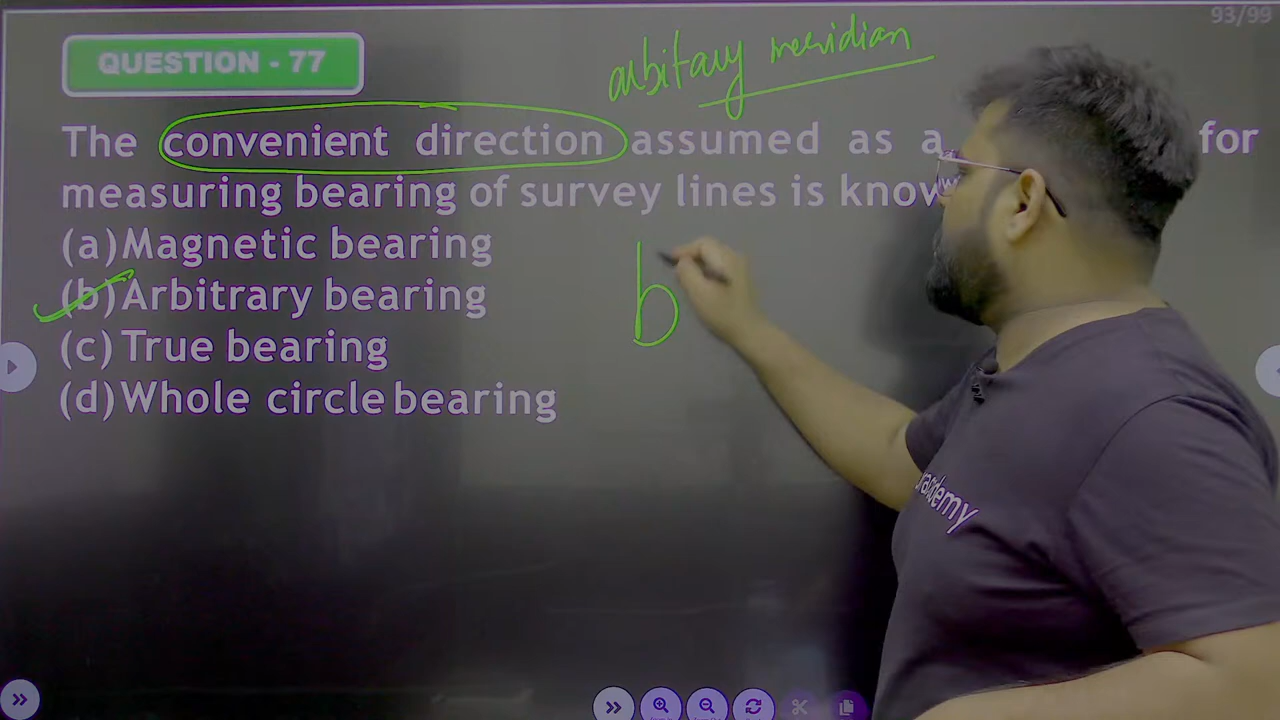 93/99
QUESTION - 77
arbitary meridian
The convenient direction assumed as a for
measuring bearing of survey lines is know
(a) Magnetic bearing
(b) Arbitrary bearing
(c) True bearing
(d) Whole circle bearing
b